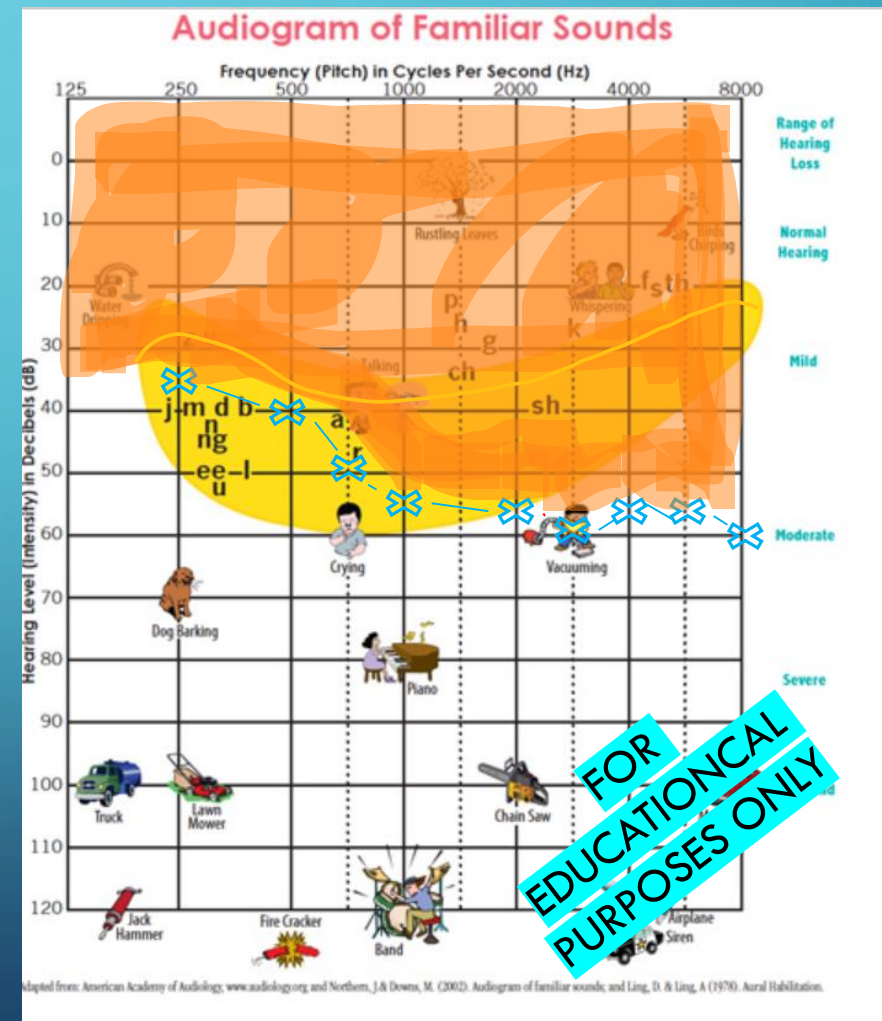 Audiogram of Familiar Sounds
Frequency (Pitch) in Cycles Per Second (Hz)
125 250 500 1000 2000 4000 8000
Range of
Hearing
Loss
0
10
Rustling Leaves
Birds
Chirping
Normal
Hearing
20
f s th
Water
Dripping
Whispering
p
h
k
30
g
Mild
Talking
ch
40
j m d b
a
sh
n
ng
r
50
ee l
u
60
Moderate
Crying
Vacuuming
70
Dog Barking
80
Piano
Severe
90
100
Truck
Lawn
Mower
Chain Saw
110
120
Jack
Hammer
Fire Cracker
Band
Airplane
Siren
Hearing Level (Intensity) in Decibels (dB)
FOR
EDUCATIONCAL
PURPOSES ONLY
dapted from: American Academy of Audiology, www.audiology.org and Northern, J.& Downs, M. (2002). Audiogram of familiar sounds; and Ling, D. & Ling, A (1978). Aural Habilitation.